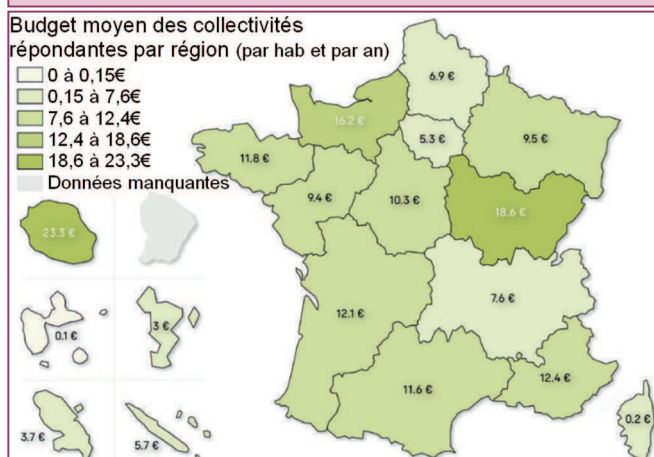 Budget moyen des collectivités
répondantes par région (par hab et par an)
0 à 0,15€
0,15 à 7,6€
7,6 à 12,4€
12,4 à 18,6€
18,6 à 23,3€
Données manquantes
6.9 €
16.2 €
5.3 €
9.5 €
11.8 €
9.4 €
10.3 €
18.6 €
23.3 €
7.6 €
0.1 €
3 €
12.1 €
11.6 €
12.4 €
0.2 €
3.7 €
5.7 €